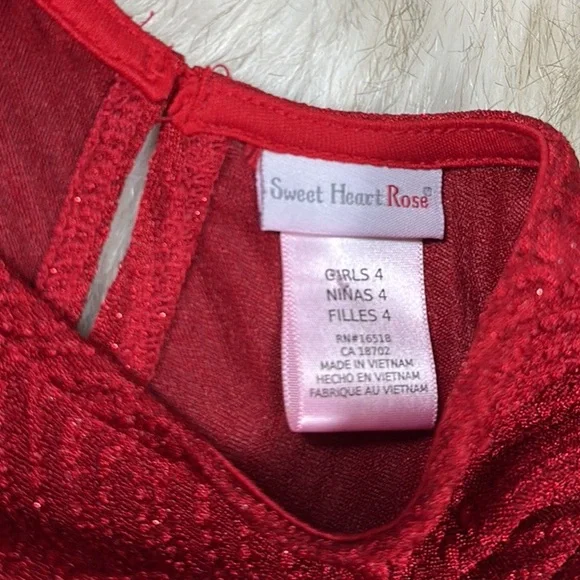 Sweet Heart Rose®
GIRLS 4
NIÑAS 4
FILLES 4
RN#16518
CA 18702
MADE IN VIETNAM
HECHO EN VIETNAM
FABRIQUE AU VIETNAM